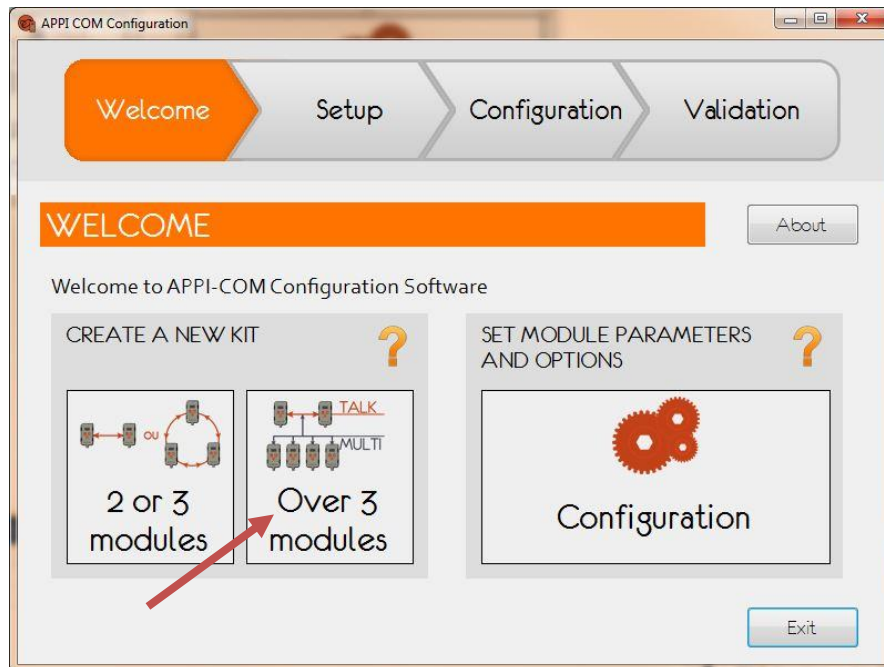 APPI COM Configuration
Welcome
Setup
Configuration
Validation
WELCOME
About
Welcome to APPI-COM Configuration Software
CREATE A NEW KIT
?
OU
TALK
MULTI
2 or 3
modules
Over 3
modules
SET MODULE PARAMETERS
AND OPTIONS
?
Configuration
Exit